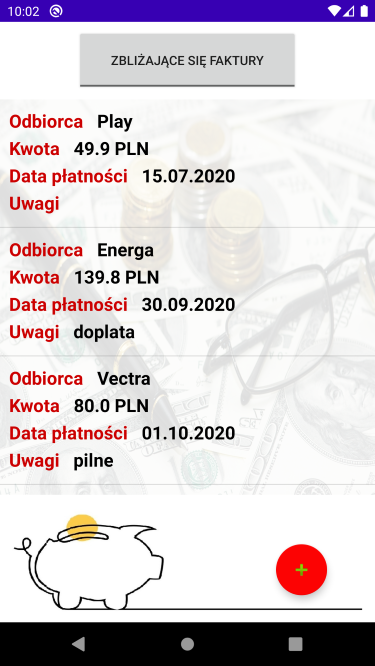 10:02
ZBLIŻAJĄCE SIĘ FAKTURY
Odbiorca Play
Kwota 49.9 PLN
Data płatności 15.07.2020
Uwagi
Odbiorca Energa
Kwota 139.8 PLN
Data płatności 30.09.2020
Uwagi doplata
Odbiorca Vectra
Kwota 80.0 PLN
Data płatności 01.10.2020
Uwagi pilne
+